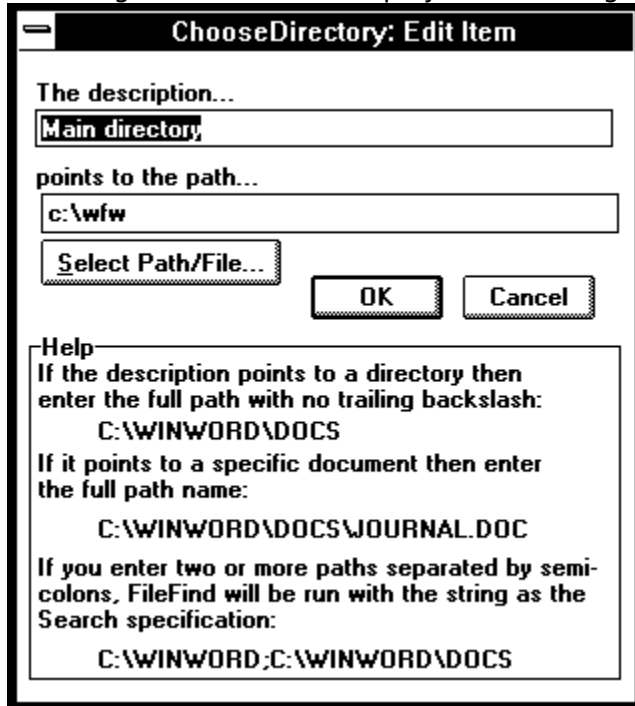 ChooseDirectory: Edit Item
The description...
Main directory
points to the path...
c:\wfw
Select Path/File...
OK Cancel
Help
If the description points to a directory then
enter the full path with no trailing backslash:
C:\WINWORD\DOCS
If it points to a specific document then enter
the full path name:
C:\WINWORD\DOCS\JOURNAL.DOC
If you enter two or more paths separated by semi-
colons, FileFind will be run with the string as the
Search specification:
C:\WINWORD;C:\WINWORD\DOCS